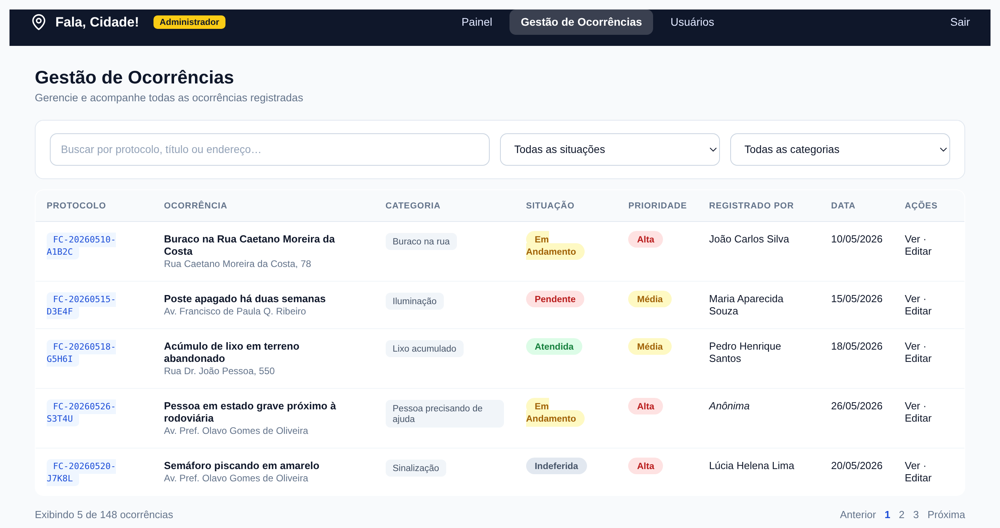 Fala, Cidade! Administrador Painel Gestão de Ocorrências Usuários Sair
Gestão de Ocorrências
Gerencie e acompanhe todas as ocorrências registradas
Buscar por protocolo, título ou endereço… Todas as situações Todas as categorias
PROTOCOLO OCORRÊNCIA CATEGORIA SITUAÇÃO PRIORIDADE REGISTRADO POR DATA AÇÕES
FC-20260510- Buraco na Rua Caetano Moreira da Buraco na rua Em Alta João Carlos Silva 10/05/2026 Ver ·
A1B2C Costa Andamento Editar
Rua Caetano Moreira da Costa, 78
FC-20260515- Poste apagado há duas semanas Iluminação Pendente Média Maria Aparecida 15/05/2026 Ver ·
D3E4F Av. Francisco de Paula Q. Ribeiro Souza Editar
FC-20260518- Acúmulo de lixo em terreno Lixo acumulado Atendida Média Pedro Henrique 18/05/2026 Ver ·
G5H6I abandonado Santos Editar
Rua Dr. João Pessoa, 550
FC-20260526- Pessoa em estado grave próximo à Pessoa precisando de Em Alta Anônima 26/05/2026 Ver ·
S3T4U rodoviária ajuda Andamento Editar
Av. Pref. Olavo Gomes de Oliveira
FC-20260520- Semáforo piscando em amarelo Sinalização Indeferida Alta Lúcia Helena Lima 20/05/2026 Ver ·
J7K8L Av. Pref. Olavo Gomes de Oliveira Editar
Exibindo 5 de 148 ocorrências Anterior 1 2 3 Próxima